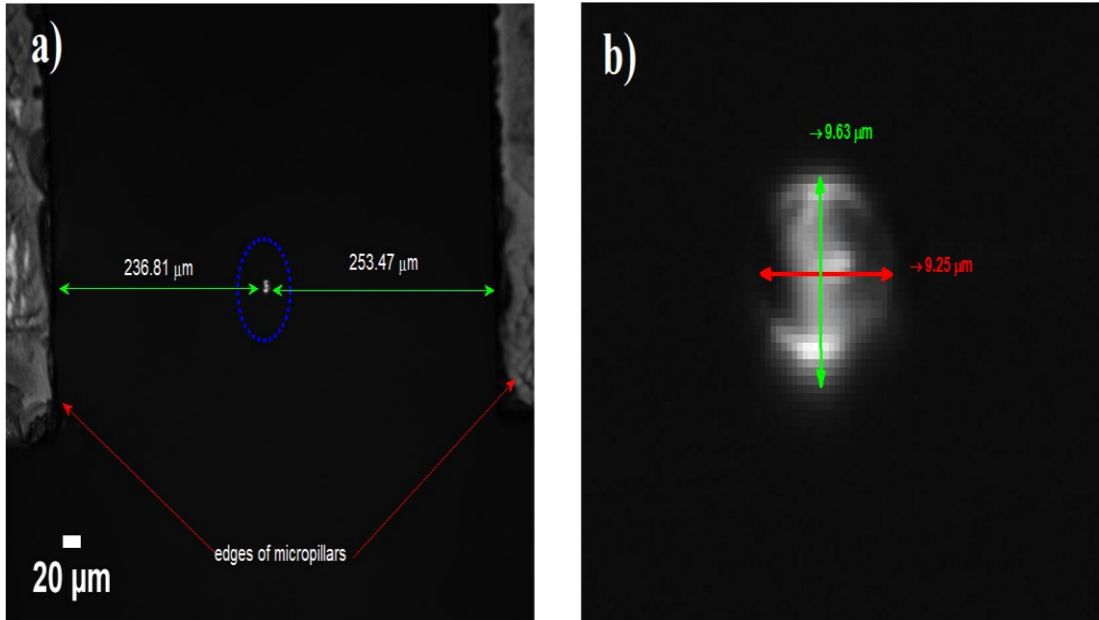 a)
236.81 μm
253.47 μm
edges of micropillars
20 μm
b)
→9.63 μm
→9.25 μm